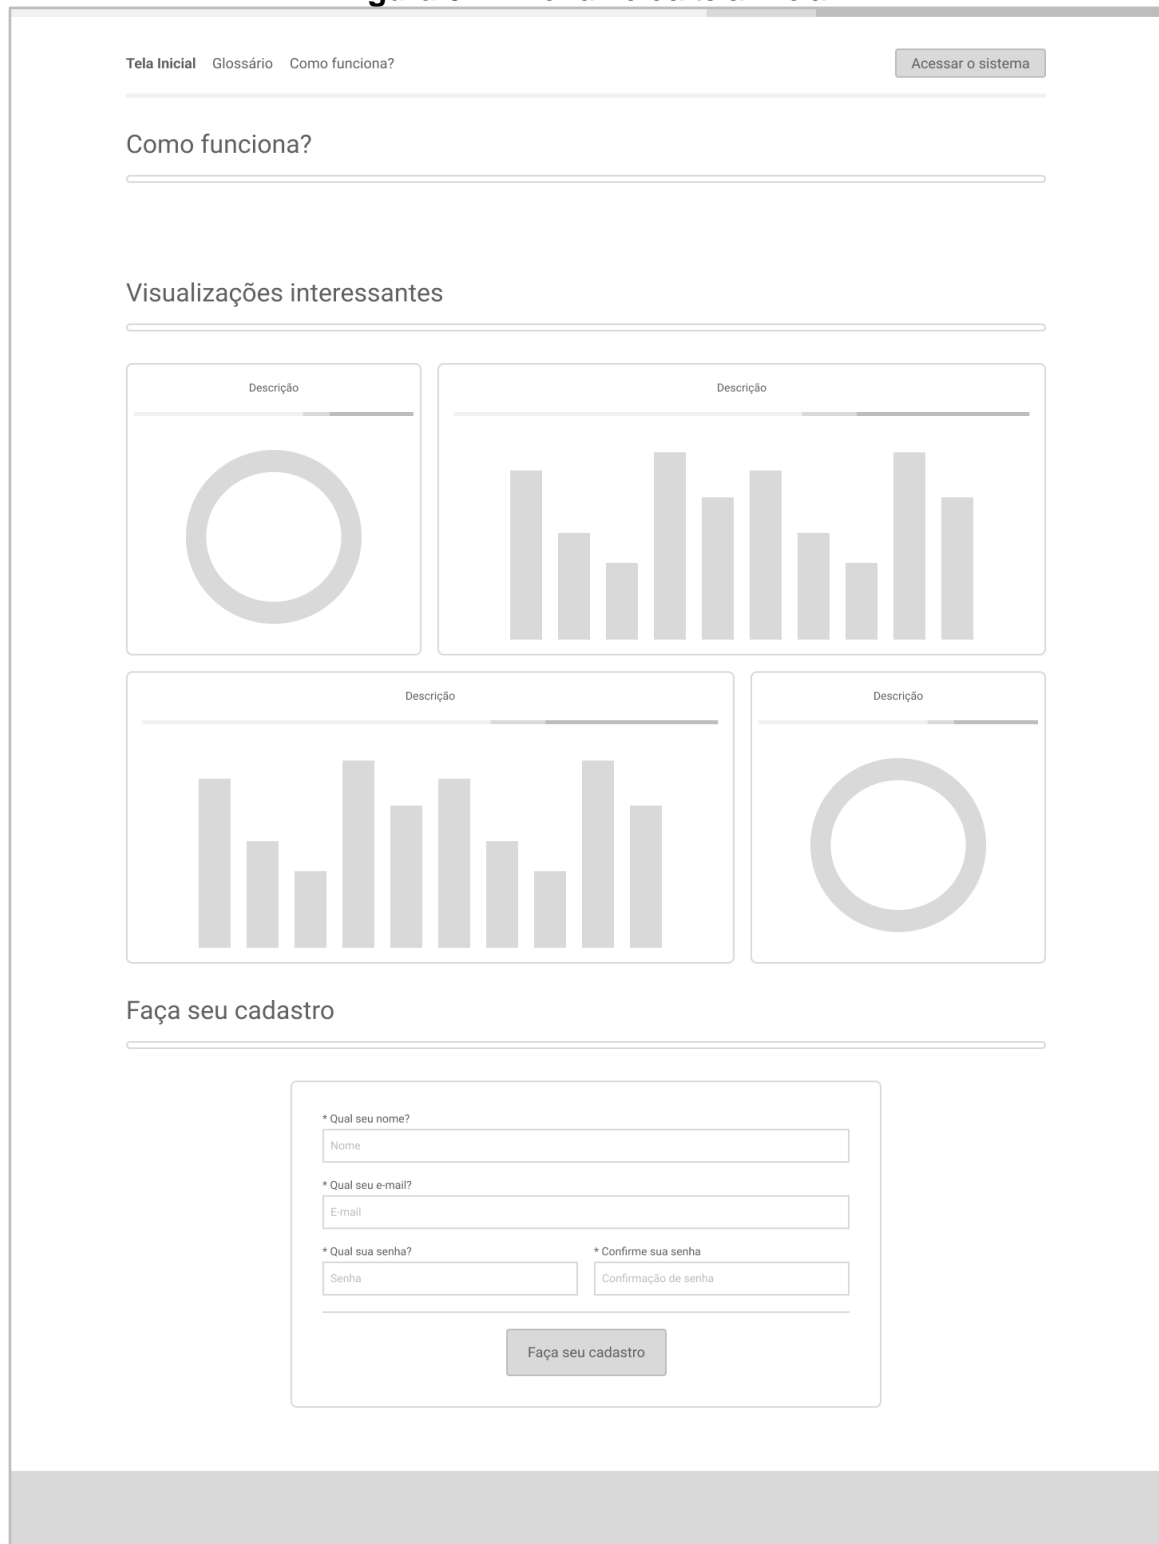 Tela Inicial Glossário Como funciona? Acessar o sistema
Como funciona?
Visualizações interessantes
Descrição Descrição
Descrição Descrição
Faça seu cadastro
* Qual seu nome?
Nome
* Qual seu e-mail?
E-mail
* Qual sua senha? * Confirme sua senha
Senha Confirmação de senha
Faça seu cadastro